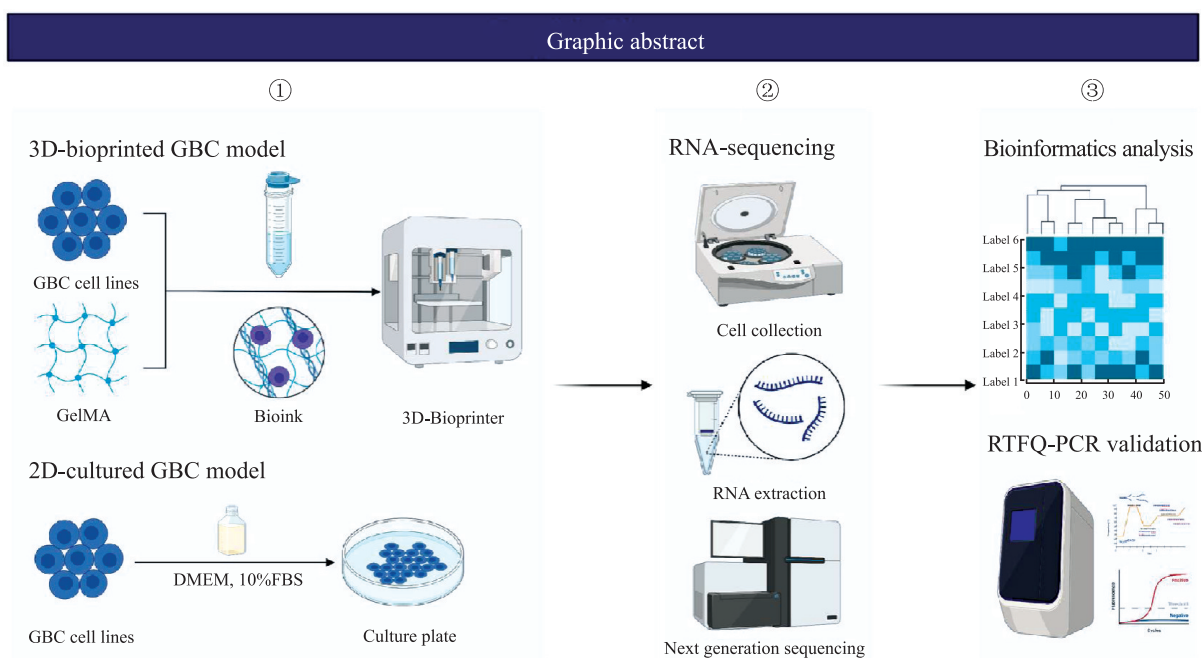 Graphic abstract
①
3D-bioprinted GBC model
GBC cell lines
GelMA
Bioink
3D-Bioprinter
2D-cultured GBC model
GBC cell lines
DMEM, 10%FBS
Culture plate
②
RNA-sequencing
Cell collection
RNA extraction
Next generation sequencing
③
Bioinformatics analysis
Label 6
Label 5
Label 4
Label 3
Label 2
Label 1
0 10 20 30 40 50
RTFQ-PCR validation
Negative
Cycles